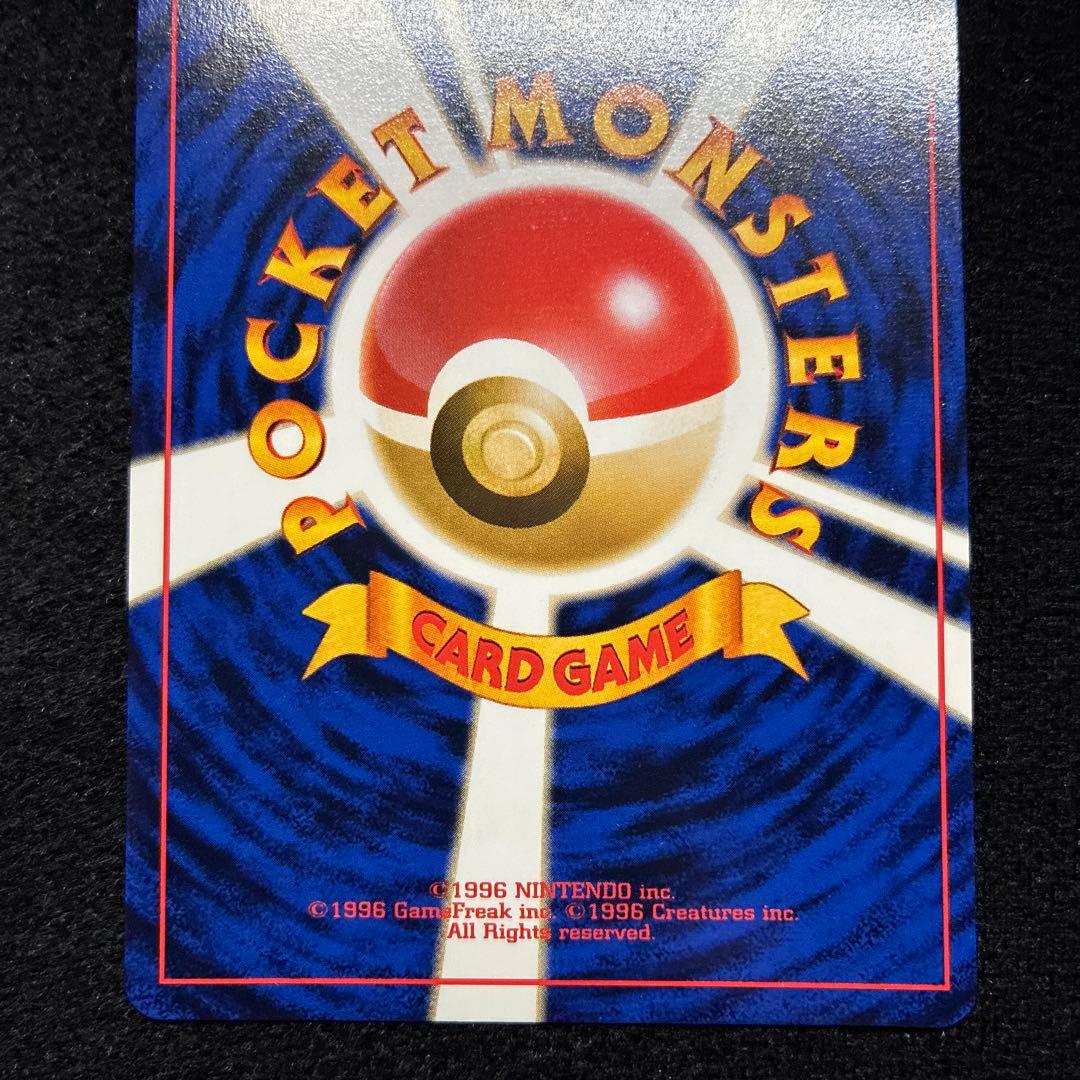 POCKET MONSTERS
CARD GAME
©1996 NINTENDO inc.
©1996 GameFreak inc. ©1996 Creatures inc.
All Rights reserved.